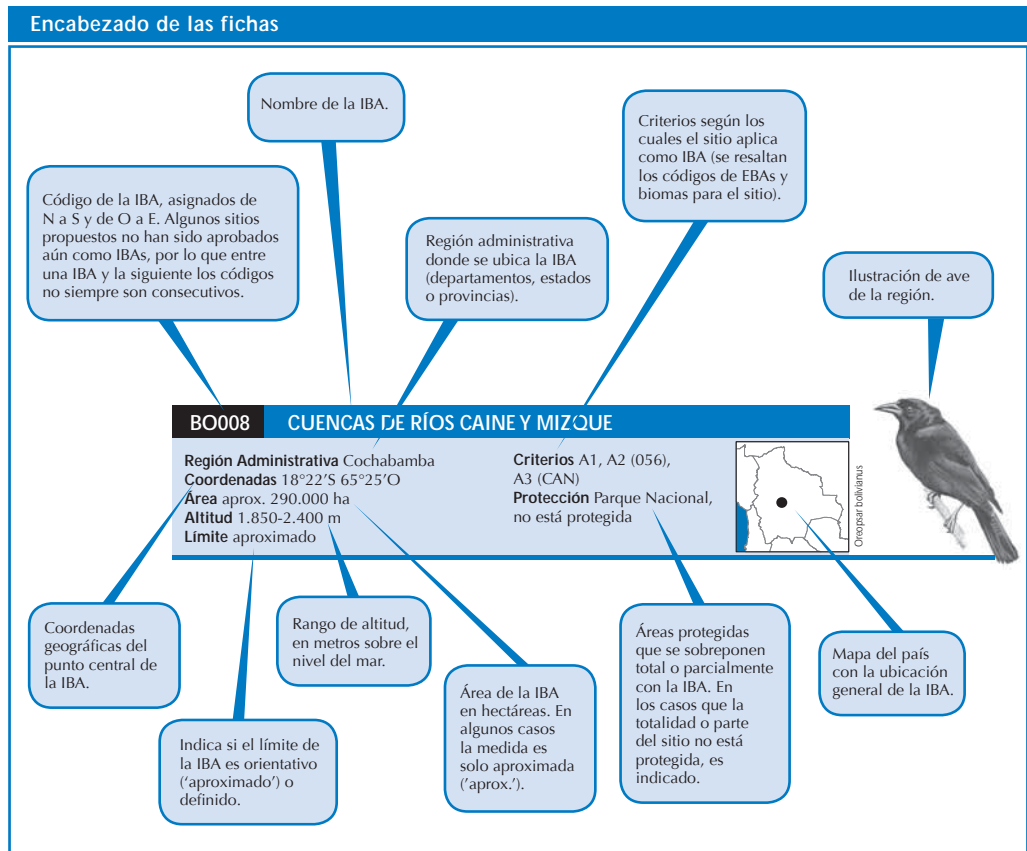 Encabezado de las fichas
Nombre de la IBA.
Criterios según los
cuales el sitio aplica
como IBA (se resaltan
los códigos de EBAs y
biomas para el sitio).
Código de la IBA, asignados de
N a S y de O a E. Algunos sitios
propuestos no han sido aprobados
aún como IBAs, por lo que entre
una IBA y la siguiente los códigos
no siempre son consecutivos.
Región administrativa
donde se ubica la IBA
(departamentos, estados
o provincias).
Ilustración de ave
de la región.
BO008 CUENCAS DE RÍOS CAINE Y MIZQUE
Región Administrativa Cochabamba
Coordenadas 18°22'S 65°25'O
Área aprox. 290.000 ha
Altitud 1.850-2.400 m
Límite aproximado
Criterios A1, A2 (056),
A3 (CAN)
Protección Parque Nacional,
no está protegida
Oreopsar bolivianus
Coordenadas
geográficas del
punto central de
la IBA.
Rango de altitud,
en metros sobre el
nivel del mar.
Área de la IBA
en hectáreas. En
algunos casos
la medida es
solo aproximada
('aprox.').
Áreas protegidas
que se sobreponen
total o parcialmente
con la IBA. En
los casos que la
totalidad o parte
del sitio no está
protegida, es
indicado.
Mapa del país
con la ubicación
general de la IBA.
Indica si el límite de
la IBA es orientativo
('aproximado') o
definido.